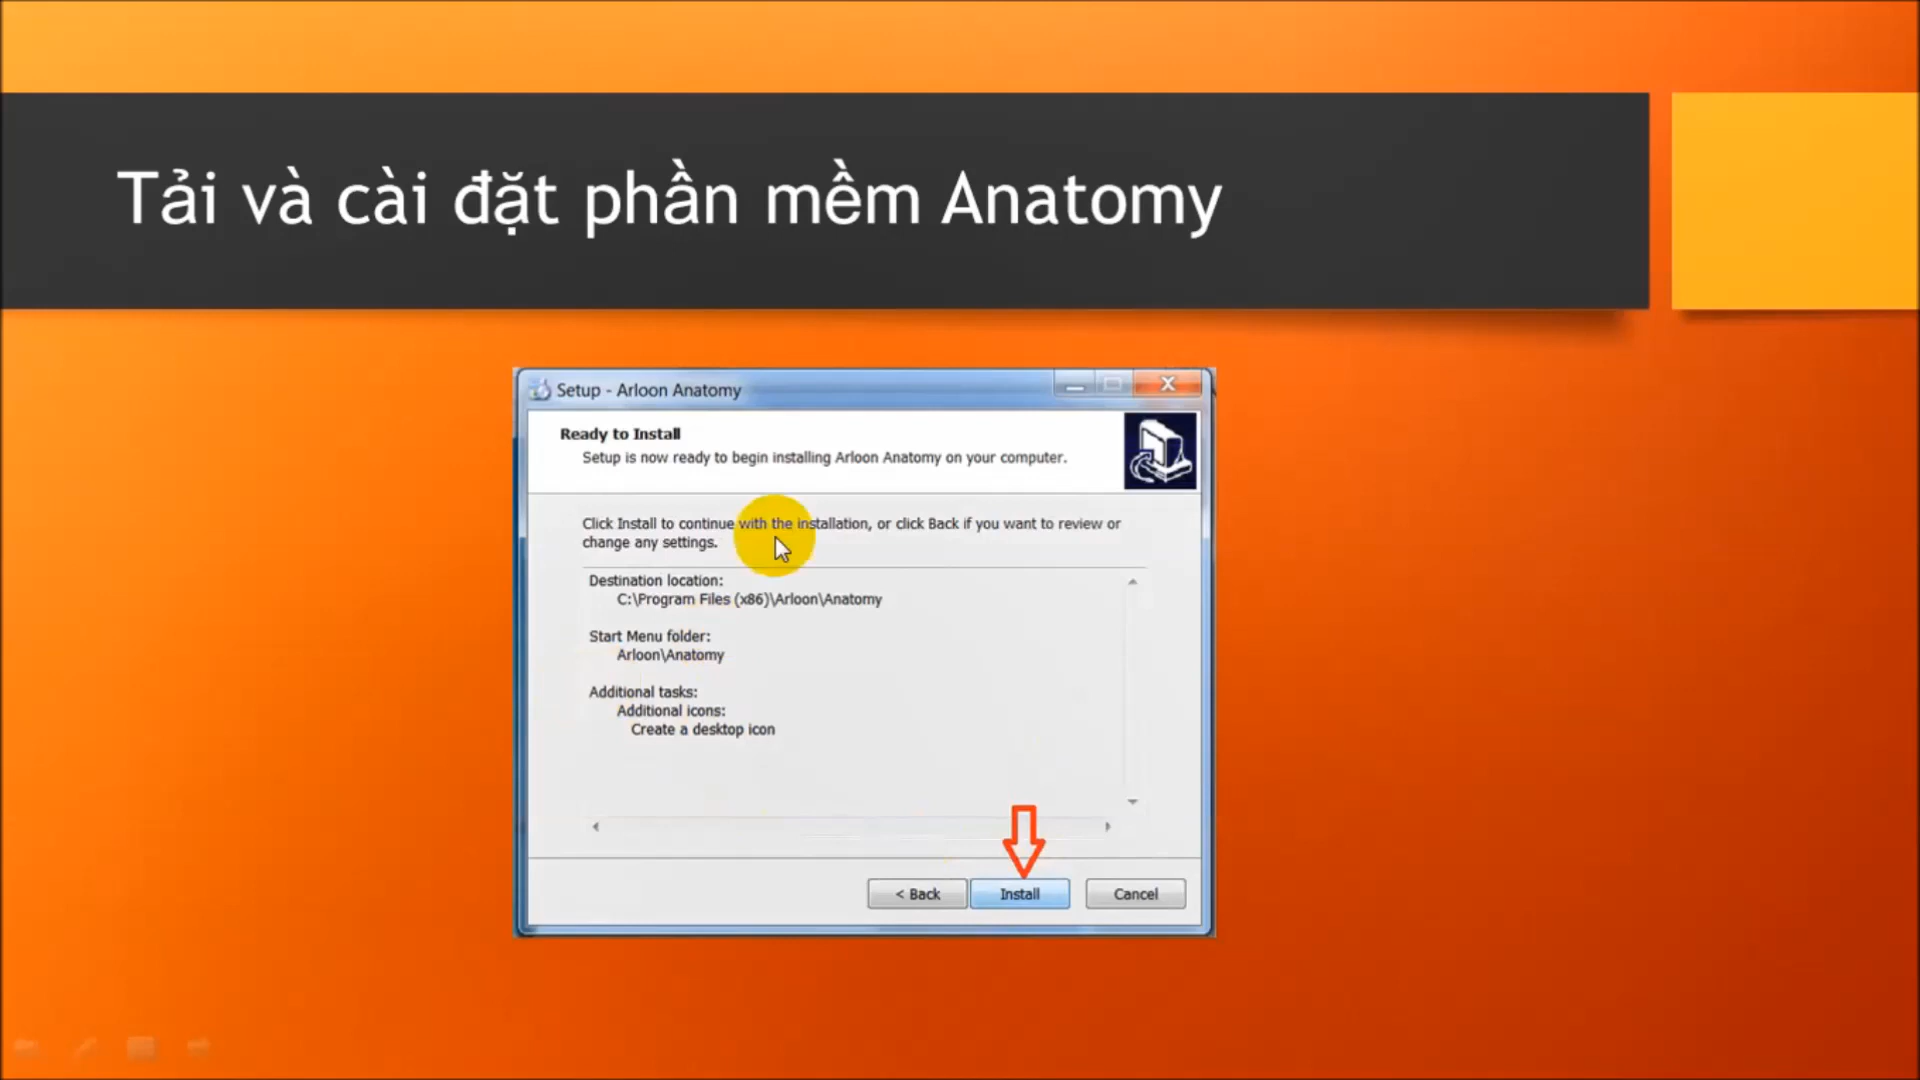 Tải và cài đặt phần mềm Anatomy
Setup - Arloon Anatomy
Ready to Install
Setup is now ready to begin installing Arloon Anatomy on your computer.
Click Install to continue with the installation, or click Back if you want to review or
change any settings.
Destination location:
C:\Program Files (x86)\Arloon\Anatomy
Start Menu folder:
Arloon\Anatomy
Additional tasks:
Additional icons:
Create a desktop icon
< Back
Install
Cancel